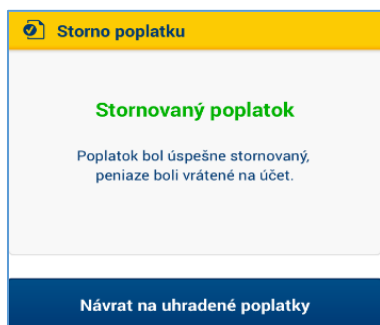 Storno poplatku
Stornovaný poplatok
Poplatok bol úspešne stornovaný,
peniaze boli vrátené na účet.
Návrat na uhradené poplatky